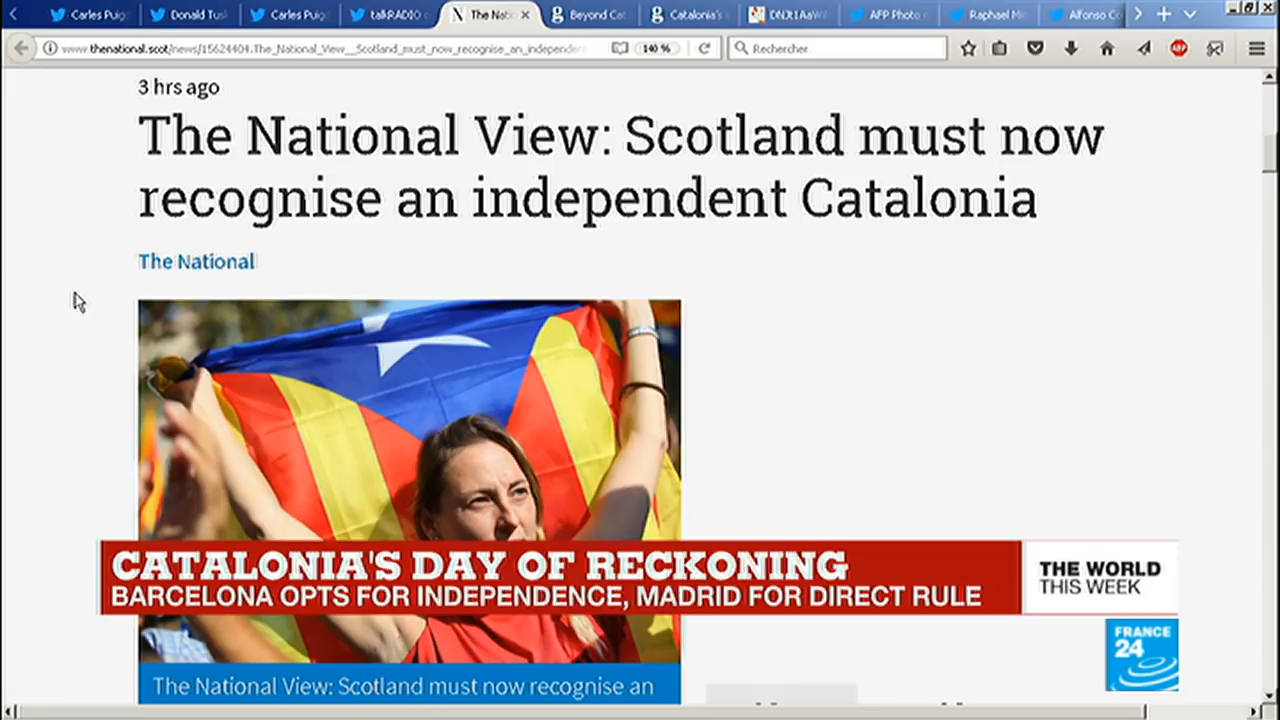 Carles Puig
Donald Tusk
Carles Puig
talkRADIO
The Nati
Beyond Cat
Catalonia's
DNJt1AaW
AFP Photo
Raphael Mi
Alfonso Co
www.thenational.scot/news/15624404.The_National_View__Scotland_must_now_recognise_an_independent
140 %
Rechercher
ABP
3 hrs ago
The National View: Scotland must now
recognise an independent Catalonia
The National
CATALONIA'S DAY OF RECKONING
BARCELONA OPTS FOR INDEPENDENCE, MADRID FOR DIRECT RULE
THE WORLD
THIS WEEK
FRANCE
24
The National View: Scotland must now recognise an